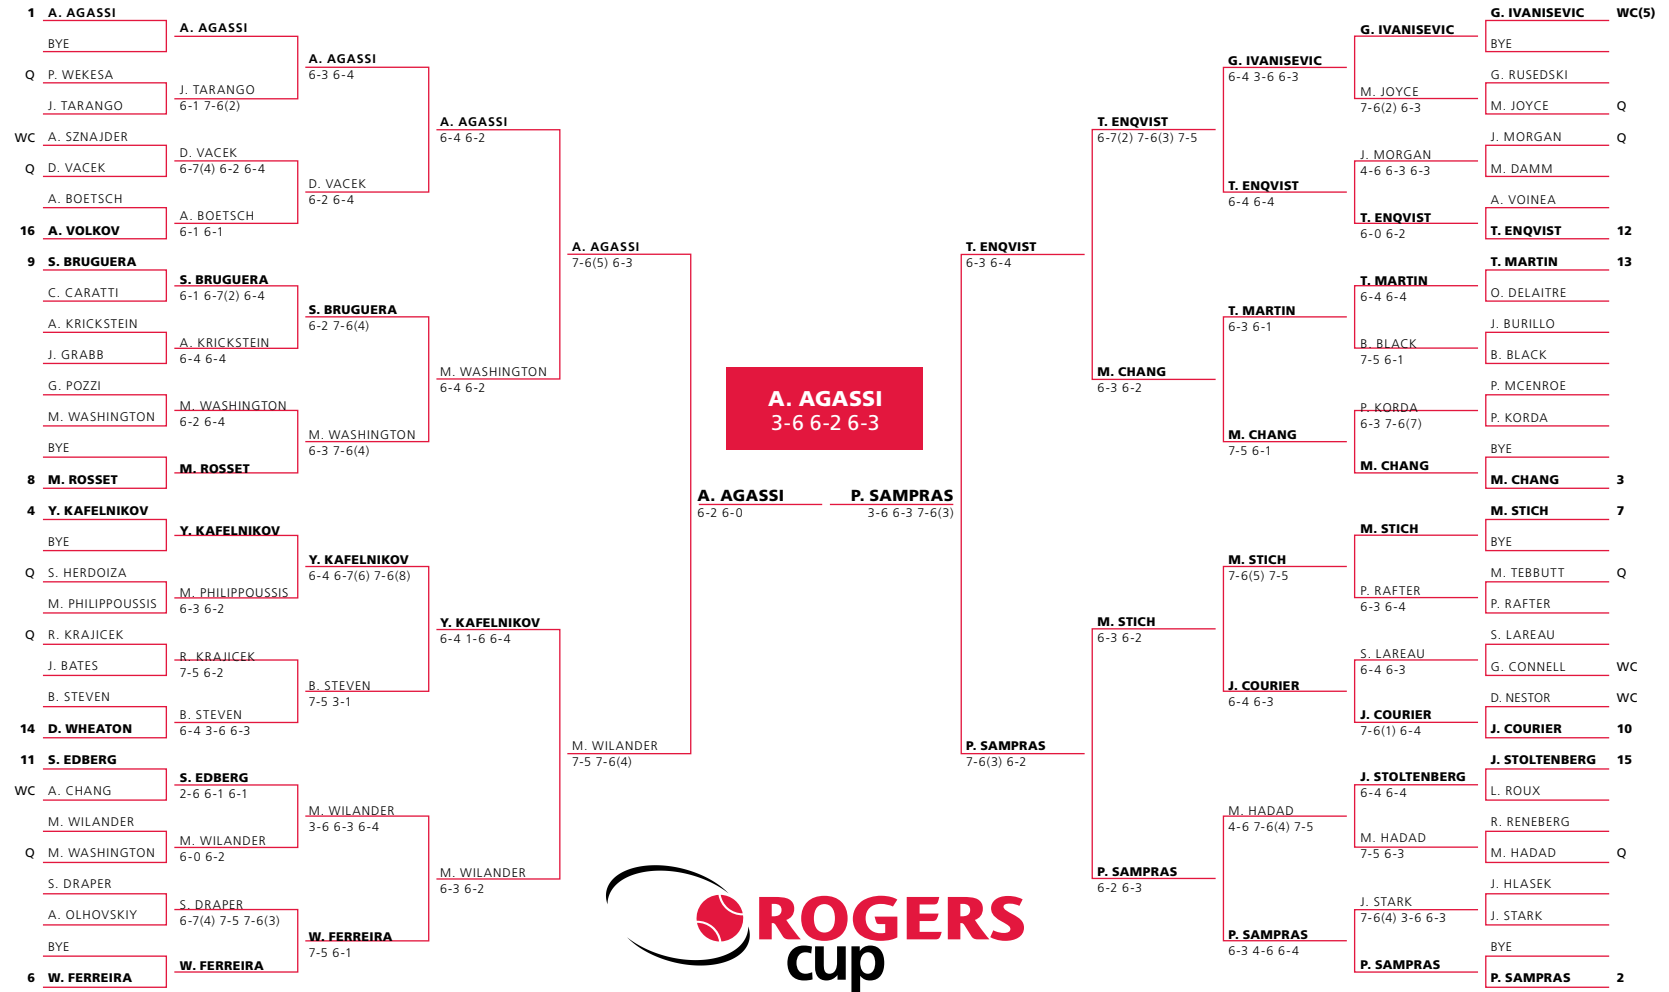 1 A. AGASSI
BYE
Q P. WEKESA
J. TARANGO
WC A. SZNAJDER
Q D. VACEK
A. BOETSCH
16 A. VOLKOV
9 S. BRUGUERA
C. CARATTI
A. KRICKSTEIN
J. GRABB
G. POZZI
M. WASHINGTON
BYE
8 M. ROSSET
4 Y. KAFELNIKOV
BYE
Q S. HERDOIZA
M. PHILIPPOUSSIS
Q R. KRAJICEK
J. BATES
B. STEVEN
14 D. WHEATON
11 S. EDBERG
WC A. CHANG
M. WILANDER
Q M. WASHINGTON
S. DRAPER
A. OLHOVSKIY
BYE
6 W. FERREIRA
A. AGASSI
J. TARANGO
6-1 7-6(2)
D. VACEK
6-7(4) 6-2 6-4
A. BOETSCH
6-1 6-1
S. BRUGUERA
6-1 6-7(2) 6-4
A. KRICKSTEIN
6-4 6-4
M. WASHINGTON
6-2 6-4
M. ROSSET
Y. KAFELNIKOV
M. PHILIPPOUSSIS
6-3 6-2
R. KRAJICEK
7-5 6-2
B. STEVEN
6-4 3-6 6-3
S. EDBERG
2-6 6-1 6-1
M. WILANDER
6-0 6-2
S. DRAPER
6-7(4) 7-5 7-6(3)
W. FERREIRA
A. AGASSI
6-3 6-4
D. VACEK
6-2 6-4
S. BRUGUERA
6-2 7-6(4)
M. WASHINGTON
6-3 7-6(4)
Y. KAFELNIKOV
6-4 6-7(6) 7-6(8)
B. STEVEN
7-5 3-1
M. WILANDER
3-6 6-3 6-4
W. FERREIRA
7-5 6-1
A. AGASSI
6-4 6-2
M. WASHINGTON
6-4 6-2
Y. KAFELNIKOV
6-4 1-6 6-4
M. WILANDER
6-3 6-2
A. AGASSI
7-6(5) 6-3
M. WILANDER
7-5 7-6(4)
A. AGASSI
6-2 6-0
A. AGASSI
3-6 6-2 6-3
P. SAMPRAS
3-6 6-3 7-6(3)
T. ENQVIST
6-3 6-4
P. SAMPRAS
7-6(3) 6-2
T. ENQVIST
6-7(2) 7-6(3) 7-5
M. CHANG
6-3 6-2
M. STICH
6-3 6-2
P. SAMPRAS
6-2 6-3
G. IVANISEVIC
6-4 3-6 6-3
T. ENQVIST
6-4 6-4
T. MARTIN
6-3 6-1
M. CHANG
7-5 6-1
M. STICH
7-6(5) 7-5
J. COURIER
6-4 6-3
M. HADAD
4-6 7-6(4) 7-5
P. SAMPRAS
6-3 4-6 6-4
G. IVANISEVIC
M. JOYCE
7-6(2) 6-3
J. MORGAN
4-6 6-3 6-3
T. ENQVIST
6-0 6-2
T. MARTIN
6-4 6-4
B. BLACK
7-5 6-1
P. KORDA
6-3 7-6(7)
M. CHANG
M. STICH
P. RAFTER
6-3 6-4
S. LAREAU
6-4 6-3
J. COURIER
7-6(1) 6-4
J. STOLTENBERG
6-4 6-4
M. HADAD
7-5 6-3
J. STARK
7-6(4) 3-6 6-3
P. SAMPRAS
G. IVANISEVIC WC(5)
BYE
G. RUSEDSKI
M. JOYCE Q
J. MORGAN Q
M. DAMM
A. VOINEA
T. ENQVIST 12
T. MARTIN 13
O. DELAITRE
J. BURILLO
B. BLACK
P. MCENROE
P. KORDA
BYE
M. CHANG 3
M. STICH 7
BYE
M. TEBBUTT Q
P. RAFTER
S. LAREAU
G. CONNELL WC
D. NESTOR WC
J. COURIER 10
J. STOLTENBERG 15
L. ROUX
R. RENEBERG
M. HADAD Q
J. HLASEK
J. STARK
BYE
P. SAMPRAS 2
ROGERS
cup